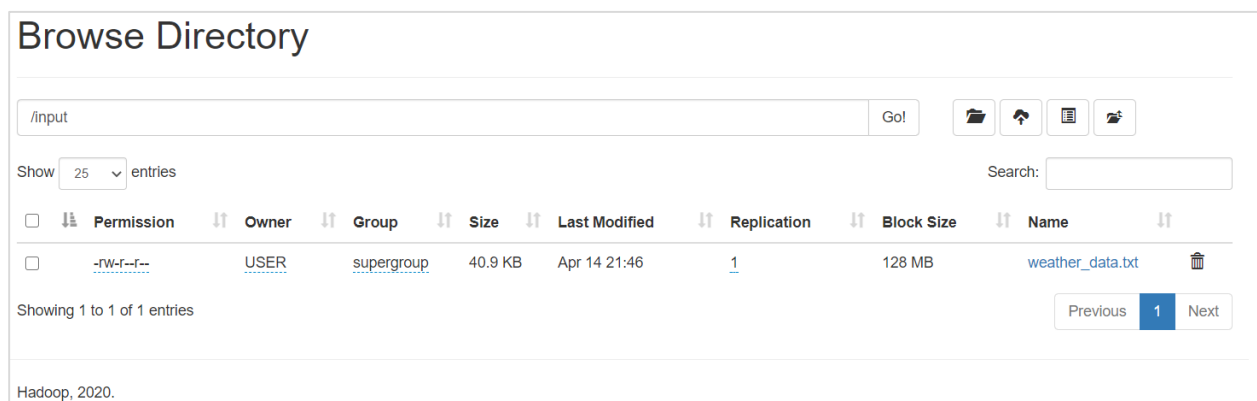 Browse Directory
/input Go!
Show 25 entries Search:
Permission Owner Group Size Last Modified Replication Block Size Name
-rw-r--r-- USER supergroup 40.9 KB Apr 14 21:46 1 128 MB weather_data.txt
Showing 1 to 1 of 1 entries Previous 1 Next
Hadoop, 2020.